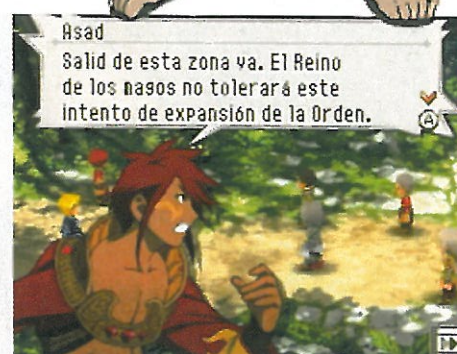 Asad
Salid de esta zona ya. El Reino
de los nagos no tolerará este
intento de expansión de la Orden.
A